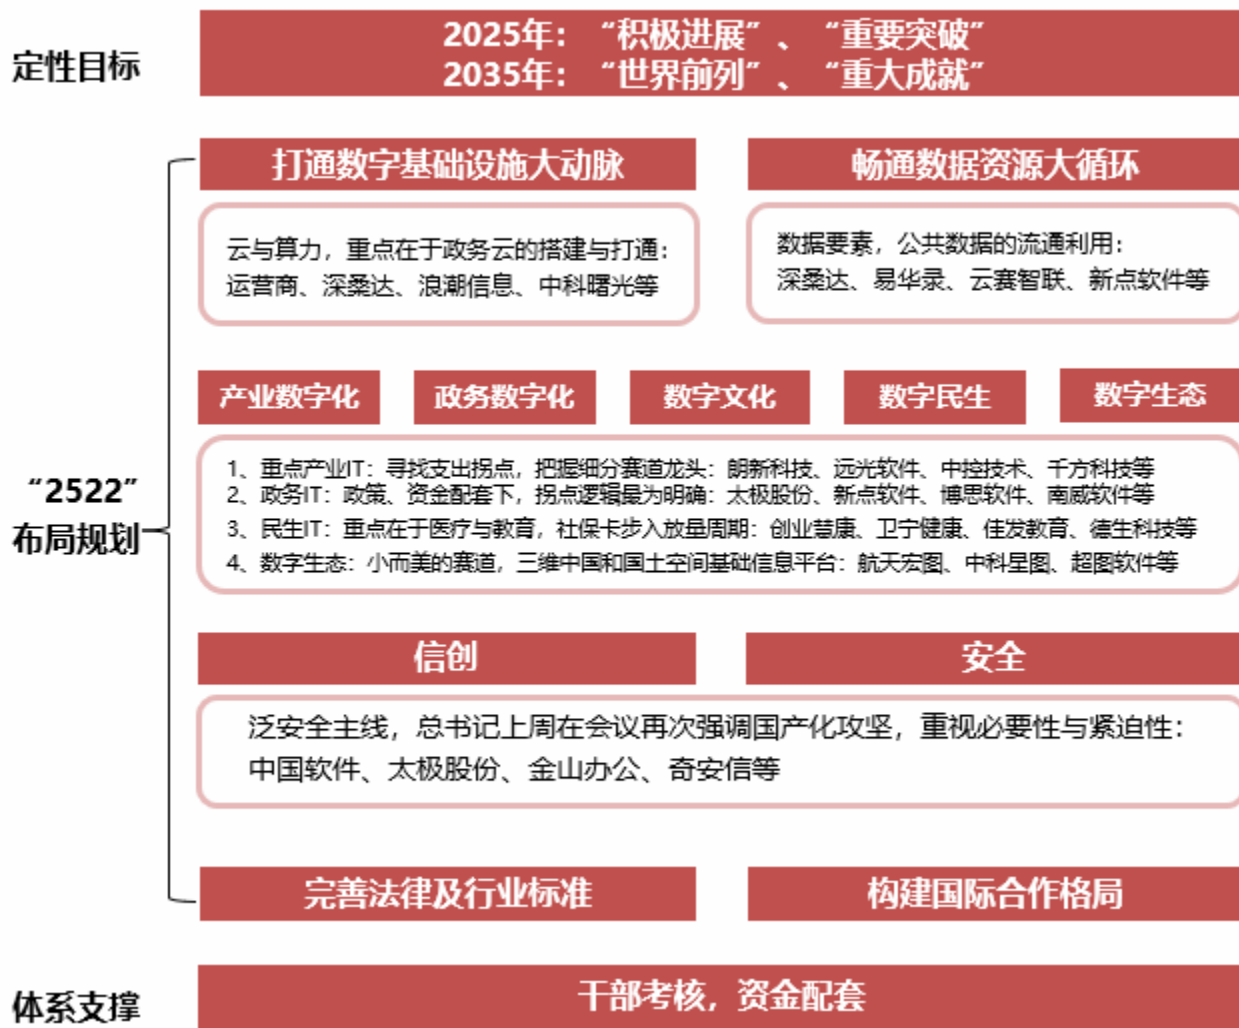 定性目标
2025年：“积极进展”、“重要突破”
2035年：“世界前列”、“重大成就”
“2522”
布局规划
打通数字基础设施大动脉
云与算力，重点在于政务云的搭建与打通：
运营商、深桑达、浪潮信息、中科曙光等
畅通数据资源大循环
数据要素，公共数据的流通利用：
深桑达、易华录、云赛智联、新点软件等
产业数字化
政务数字化
数字文化
数字民生
数字生态
1、重点产业IT：寻找支出拐点，把握细分赛道龙头：朗新科技、远光软件、中控技术、千方科技等
2、政务IT：政策、资金配套下，拐点逻辑最为明确：太极股份、新点软件、博思软件、南威软件等
3、民生IT：重点在于医疗与教育，社保卡步入放量周期：创业慧康、卫宁健康、佳发教育、德生科技等
4、数字生态：小而美的赛道，三维中国和国土空间基础信息平台：航天宏图、中科星图、超图软件等
信创
安全
泛安全主线，总书记上周在会议再次强调国产化攻坚，重视必要性与紧迫性：
中国软件、太极股份、金山办公、奇安信等
完善法律及行业标准
构建国际合作格局
体系支撑
干部考核，资金配套